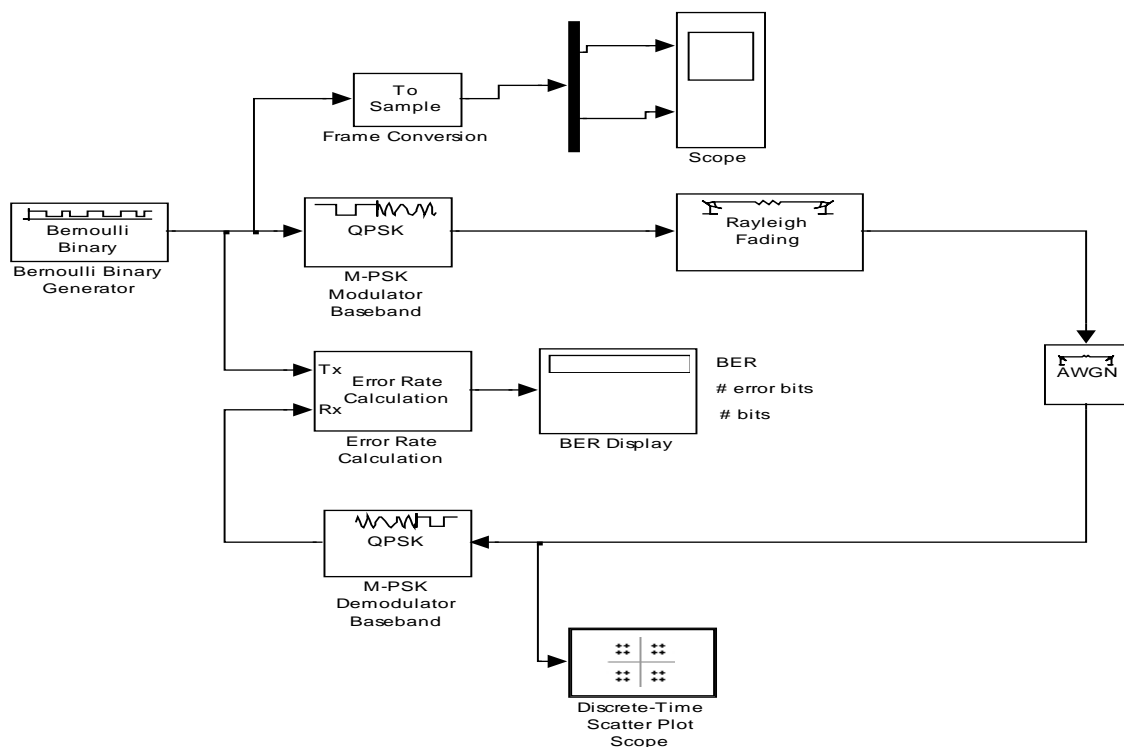 To
Sample
Frame Conversion
Scope
Bernoulli
Binary
Bernoulli Binary
Generator
QPSK
M-PSK
Modulator
Baseband
Rayleigh
Fading
AWGN
Tx
Rx
Error Rate
Calculation
Error Rate
Calculation
BER Display
BER
# error bits
# bits
QPSK
M-PSK
Demodulator
Baseband
Discrete-Time
Scatter Plot
Scope